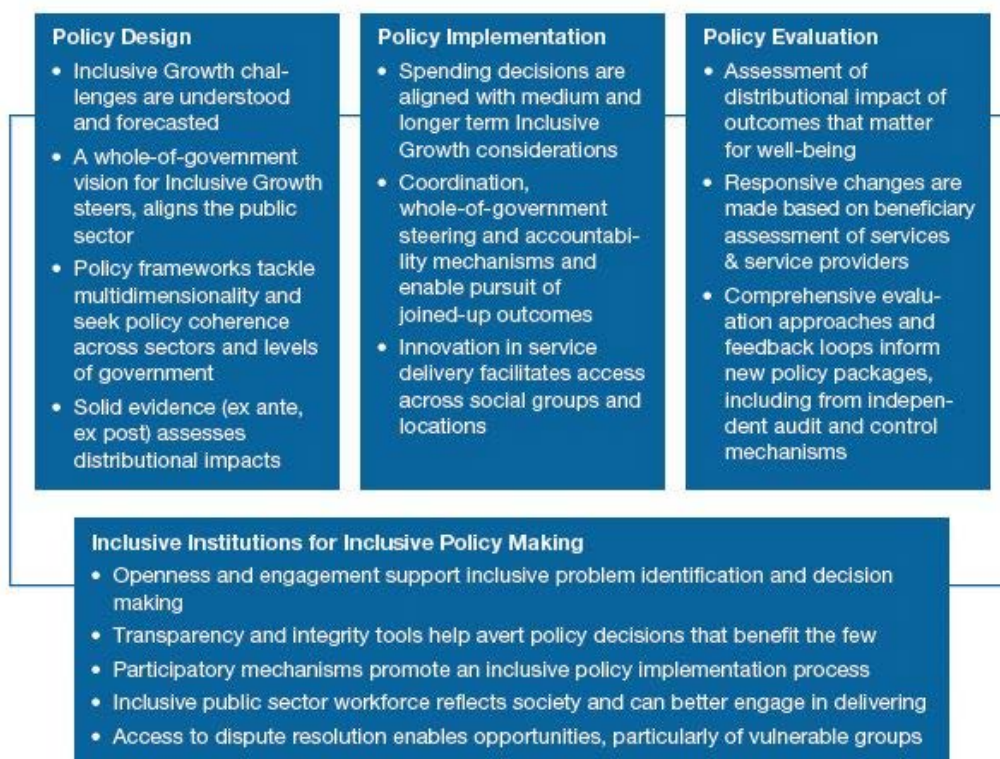 Policy Design
• Inclusive Growth chal-
lenges are understood
and forecasted
• A whole-of-government
vision for Inclusive Growth
steers, aligns the public
sector
• Policy frameworks tackle
multidimensionality and
seek policy coherence
across sectors and levels
of government
• Solid evidence (ex ante,
ex post) assesses
distributional impacts
Policy Implementation
• Spending decisions are
aligned with medium and
longer term Inclusive
Growth considerations
• Coordination,
whole-of-government
steering and accountabi-
lity mechanisms and
enable pursuit of
joined-up outcomes
• Innovation in service
delivery facilitates access
across social groups and
locations
Policy Evaluation
• Assessment of
distributional impact of
outcomes that matter
for well-being
• Responsive changes are
made based on beneficiary
assessment of services
& service providers
• Comprehensive evalu-
ation approaches and
feedback loops inform
new policy packages,
including from indepen-
dent audit and control
mechanisms
Inclusive Institutions for Inclusive Policy Making
• Openness and engagement support inclusive problem identification and decision
making
• Transparency and integrity tools help avert policy decisions that benefit the few
• Participatory mechanisms promote an inclusive policy implementation process
• Inclusive public sector workforce reflects society and can better engage in delivering
• Access to dispute resolution enables opportunities, particularly of vulnerable groups